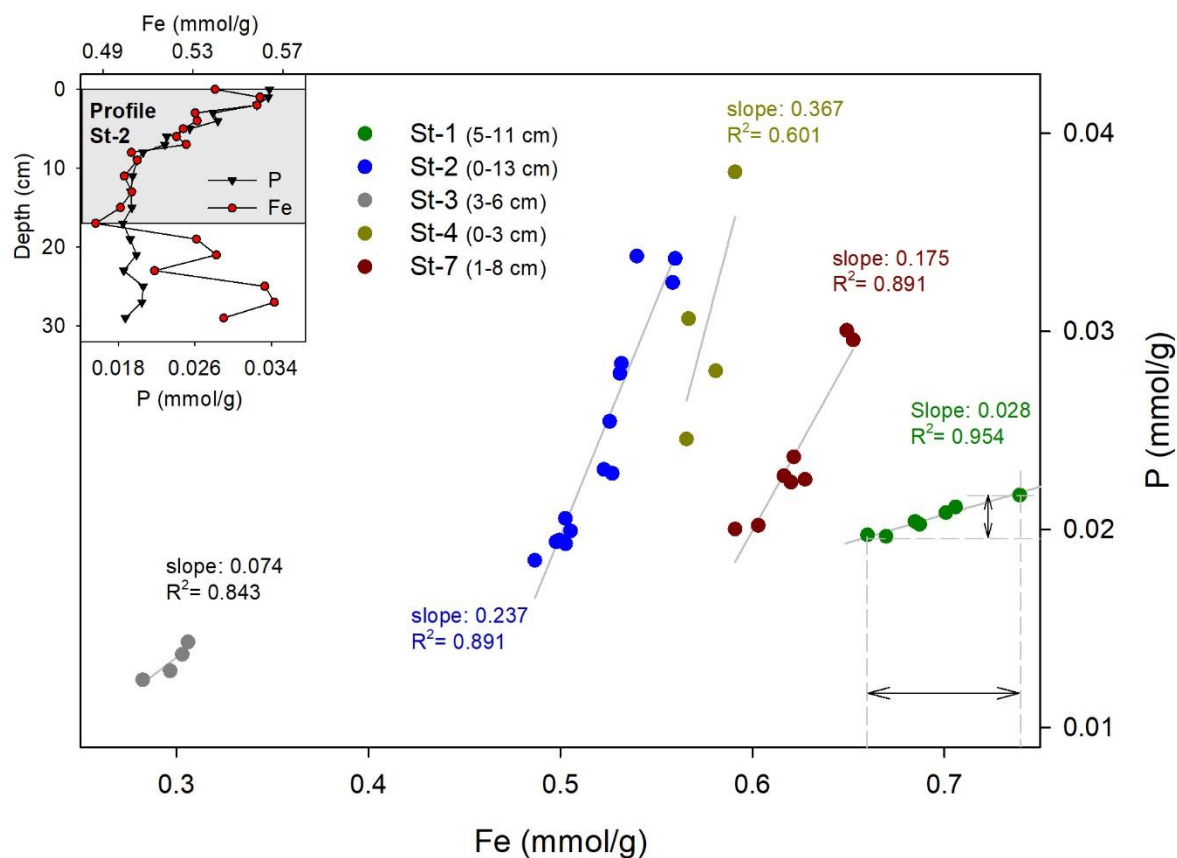 Fe (mmol/g)
0.49 0.53 0.57
Profile
St-2
P
Fe
0
10
20
30
Depth (cm)
0.018 0.026 0.034
P (mmol/g)
St-1 (5-11 cm)
St-2 (0-13 cm)
St-3 (3-6 cm)
St-4 (0-3 cm)
St-7 (1-8 cm)
slope: 0.367
R²= 0.601
slope: 0.175
R²= 0.891
Slope: 0.028
R²= 0.954
slope: 0.074
R²= 0.843
slope: 0.237
R²= 0.891
0.04
0.03
0.02
0.01
P (mmol/g)
0.3 0.4 0.5 0.6 0.7
Fe (mmol/g)